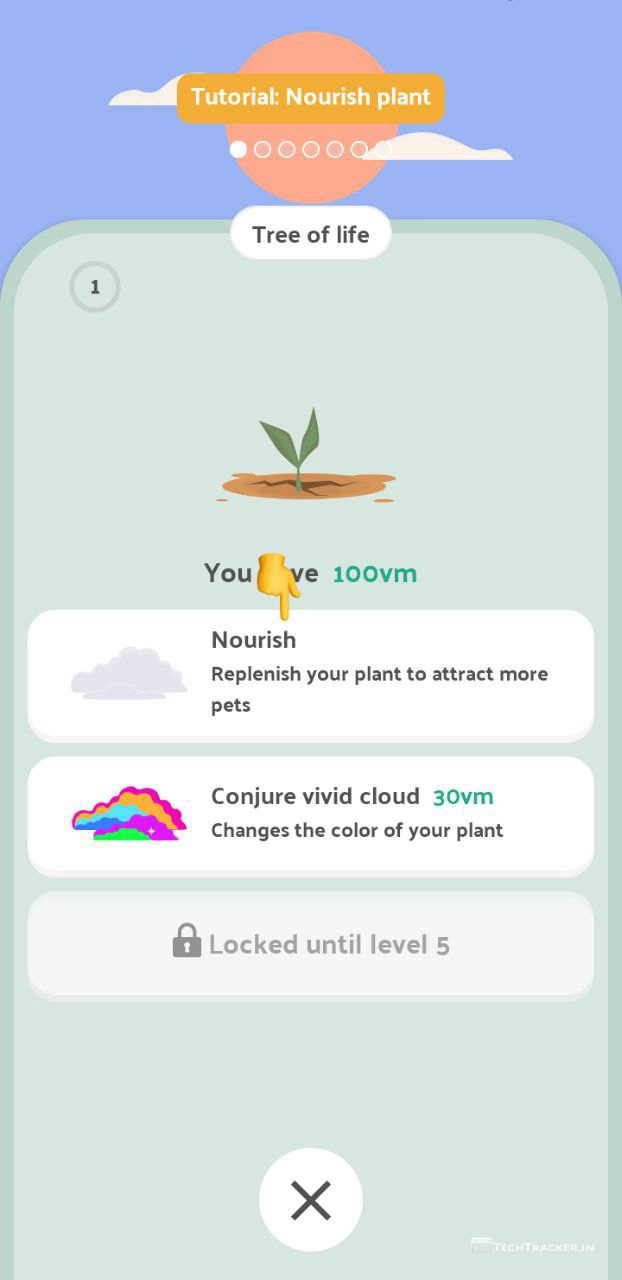 Tutorial: Nourish plant
Tree of life
1
You ve 100vm
Nourish
Replenish your plant to attract more
pets
Conjure vivid cloud 30vm
Changes the color of your plant
Locked until level 5
TECHTRACKER.IN